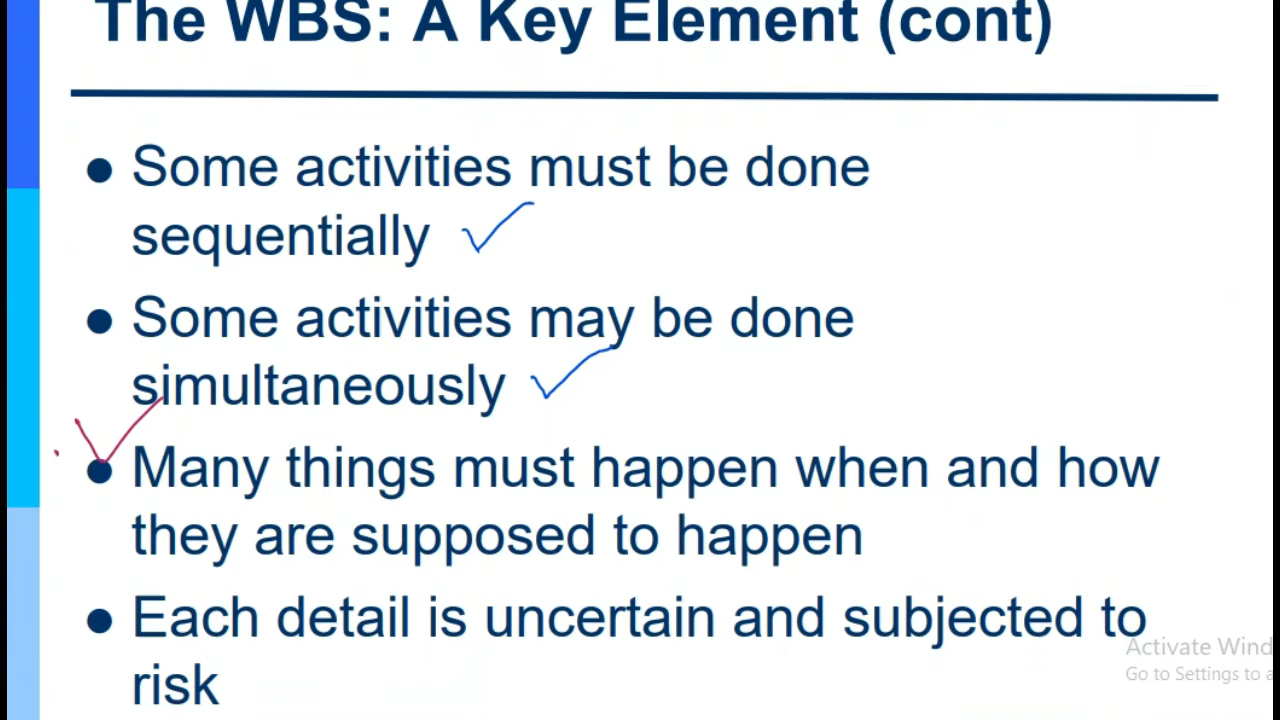 The WBS: A Key Element (cont)
● Some activities must be done
sequentially
● Some activities may be done
simultaneously
● Many things must happen when and how
they are supposed to happen
● Each detail is uncertain and subjected to
risk
Activate Wind
Go to Settings to a